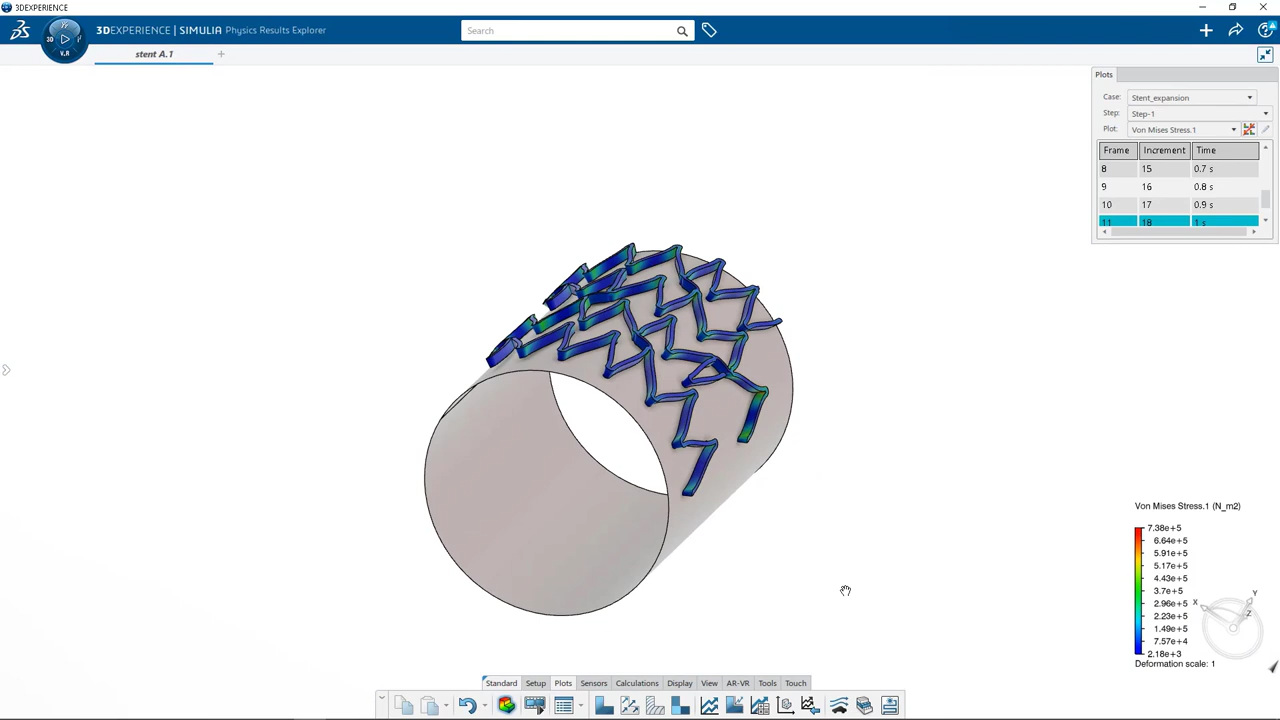 3DEXPERIENCE
3DEXPERIENCE | SIMULIA Physics Results Explorer
Search
3D
V.R
stent A.1
Plots
Case: Stent_expansion
Step: Step-1
Plot: Von Mises Stress.1
Frame Increment Time
8 15 0.7 s
9 16 0.8 s
10 17 0.9 s
11 18 1 s
Von Mises Stress.1 (N_m2)
7.38e+5
6.64e+5
5.91e+5
5.17e+5
4.43e+5
3.7e+5
2.96e+5
2.23e+5
1.49e+5
7.57e+4
2.18e+3
Deformation scale: 1
X Y Z
Standard Setup Plots Sensors Calculations Display View AR-VR Tools Touch